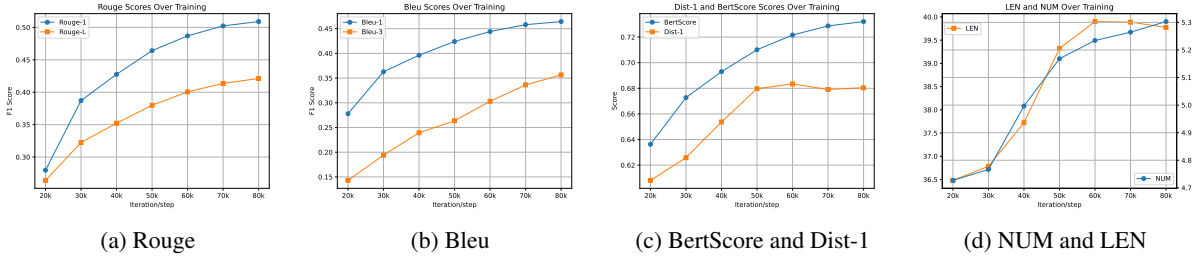 Rouge Scores Over Training
Rouge-1
Rouge-L
F1 Score
0.50
0.45
0.40
0.35
0.30
20k 30k 40k 50k 60k 70k 80k
Iteration/step
(a) Rouge
Bleu Scores Over Training
Bleu-1
Bleu-3
F1 Score
0.45
0.40
0.35
0.30
0.25
0.20
0.15
20k 30k 40k 50k 60k 70k 80k
Iteration/step
(b) Bleu
Dist-1 and BertScore Scores Over Training
BertScore
Dist-1
Score
0.72
0.70
0.68
0.66
0.64
0.62
20k 30k 40k 50k 60k 70k 80k
Iteration/step
(c) BertScore and Dist-1
LEN and NUM Over Training
LEN
NUM
40.0
39.5
39.0
38.5
38.0
37.5
37.0
36.5
5.3
5.2
5.1
5.0
4.9
4.8
4.7
20k 30k 40k 50k 60k 70k 80k
Iteration/step
(d) NUM and LEN